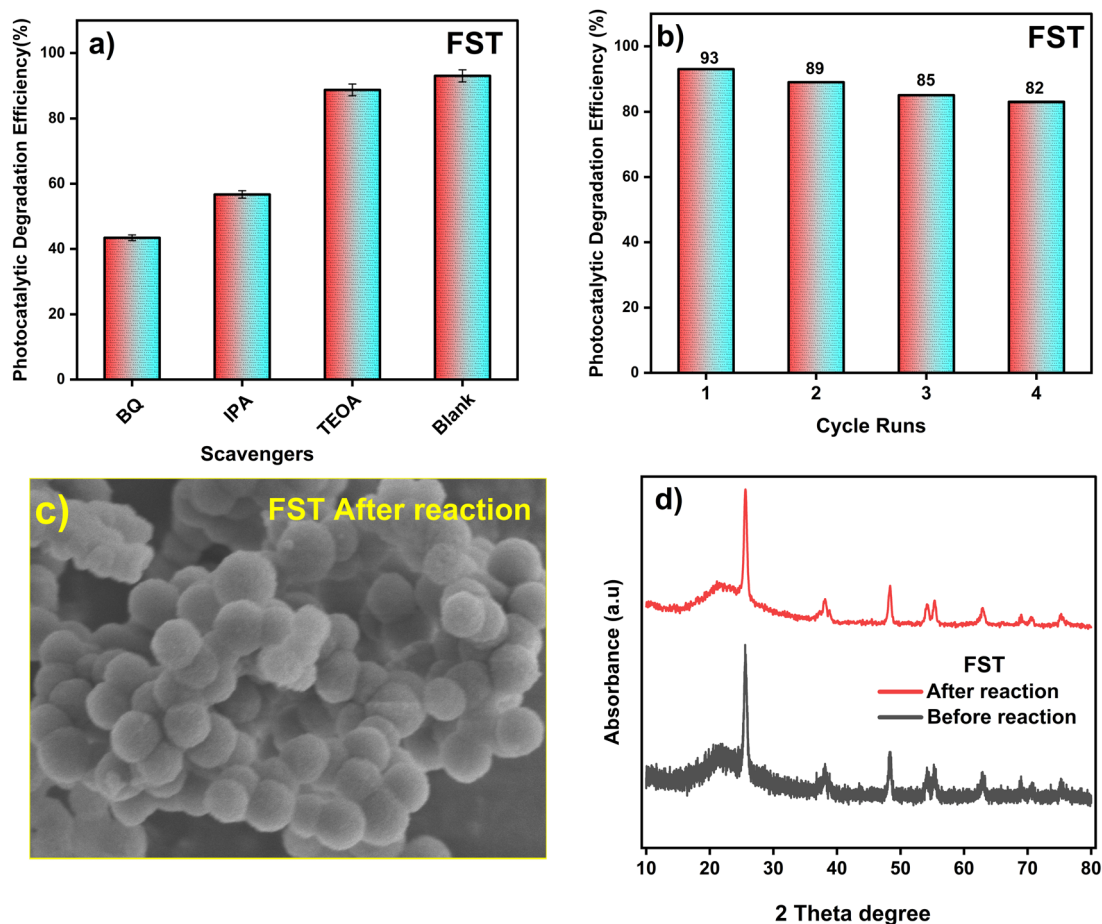 a)
FST
Photocatalytic Degradation Efficiency(%)
100
80
60
40
20
0
BQ
IPA
TEOA
Blank
Scavengers
b)
FST
Photocatalytic Degradation Efficiency (%)
100
80
60
40
20
0
93
89
85
82
1
2
3
4
Cycle Runs
c)
FST After reaction
d)
Absorbance (a.u)
FST
After reaction
Before reaction
10
20
30
40
50
60
70
80
2 Theta degree